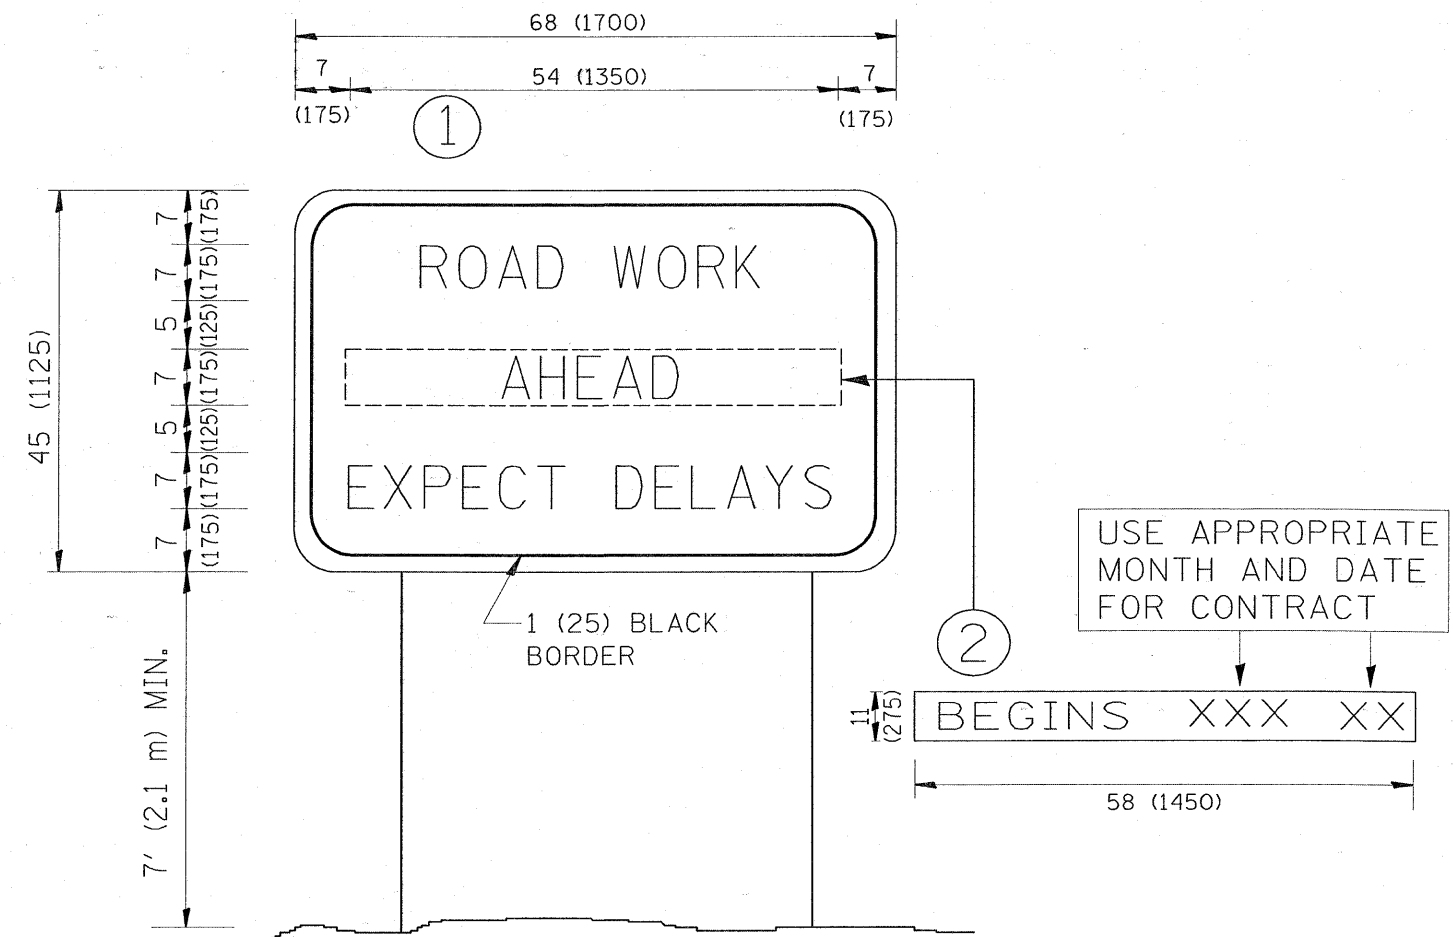 68 (1700)
7
54 (1350)
7
(175)
(175)
1
45 (1125)
7 (175)
7 (175)
5 (125)
7 (175)
5 (125)
7 (175)
7 (175)
ROAD WORK
AHEAD
EXPECT DELAYS
1 (25) BLACK
BORDER
7' (2.1 m) MIN.
2
USE APPROPRIATE
MONTH AND DATE
FOR CONTRACT
11
(275)
BEGINS XXX XX
58 (1450)